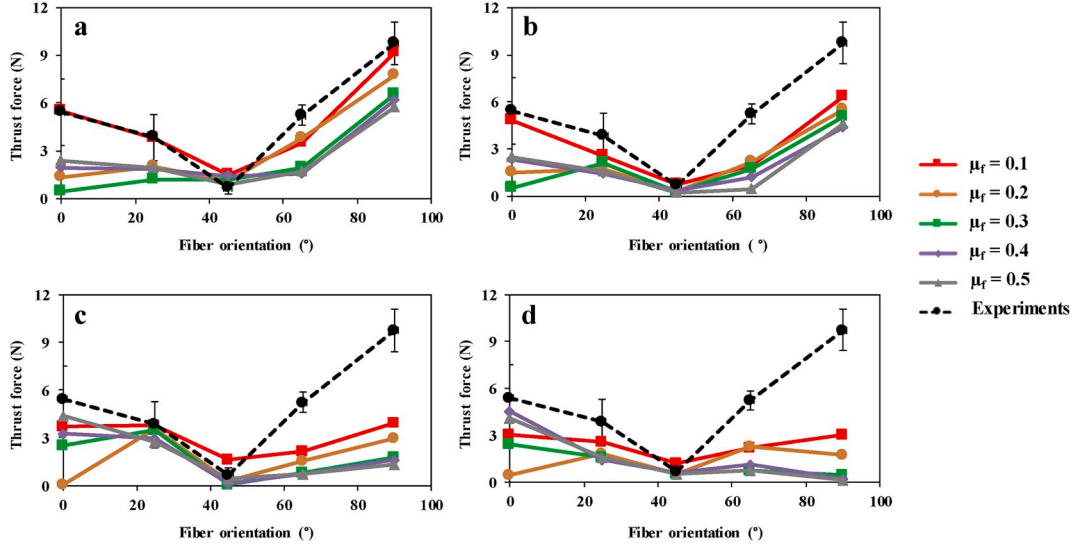 a
Thrust force (N)
12
9
6
3
0
0 20 40 60 80 100
Fiber orientation (°)
b
Thrust force (N)
12
9
6
3
0
0 20 40 60 80 100
Fiber orientation ( °)
c
Thrust force (N)
12
9
6
3
0
0 20 40 60 80 100
Fiber orientation (°)
d
Thrust force (N)
12
9
6
3
0
0 20 40 60 80 100
Fiber orientation (°)
μf = 0.1
μf = 0.2
μf = 0.3
μf = 0.4
μf = 0.5
Experiments